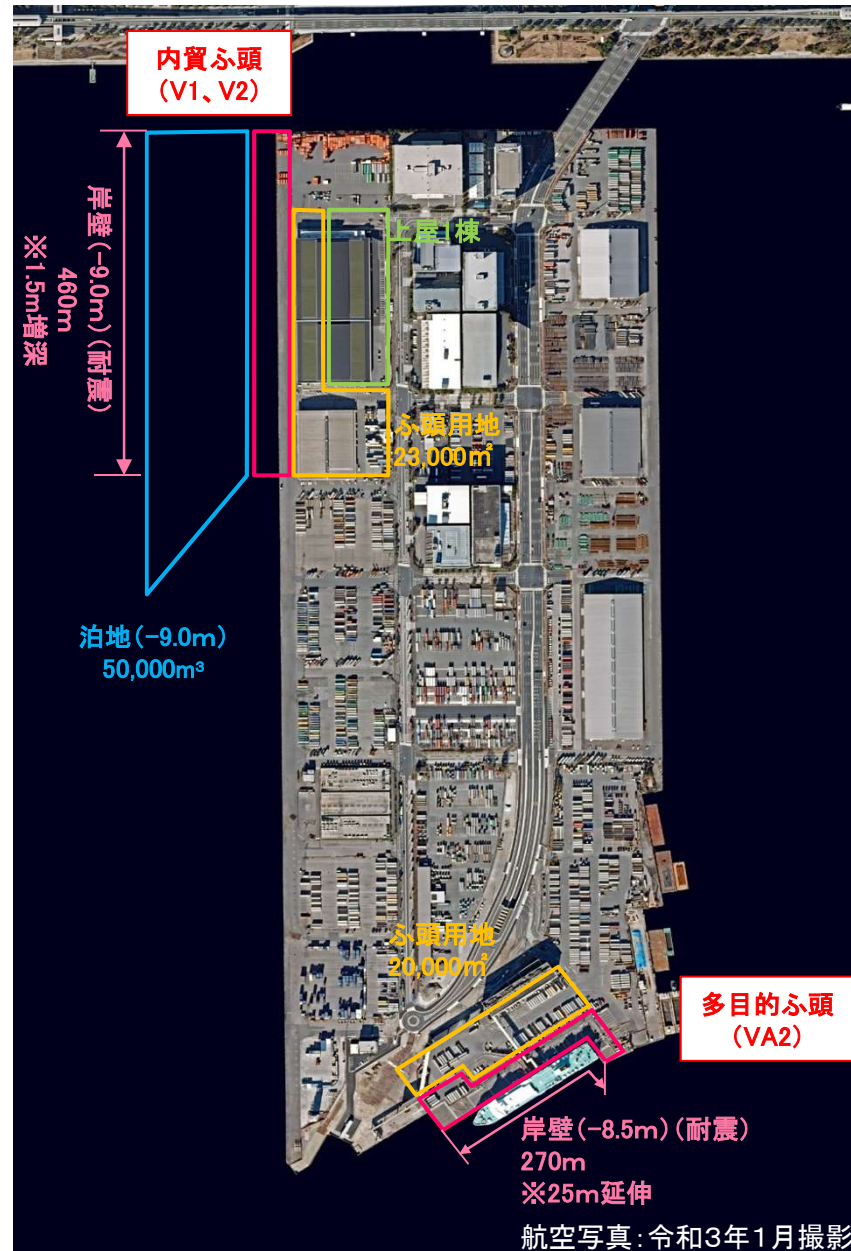 内貿ふ頭
（V1、V2）
岸壁（-9.0m）（耐震）
460m
※1.5m増深
上屋1棟
ふ頭用地
23,000㎡
泊地（-9.0m）
50,000m³
ふ頭用地
20,000㎡
多目的ふ頭
（VA2）
岸壁（-8.5m）（耐震）
270m
※25m延伸
航空写真：令和3年1月撮影